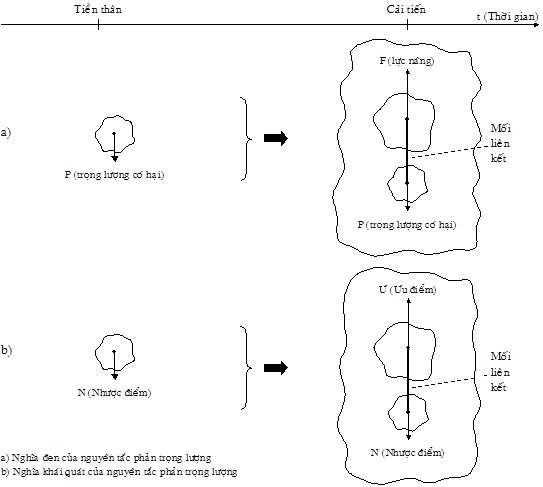 Tiền thân
Cải tiến
t (Thời gian)
F (lực nâng)
a)
Mối
liên
kết
P (trọng lượng có hại)
P (trọng lượng có hại)
Ư (Ưu điểm)
b)
Mối
liên
kết
N (Nhược điểm)
N (Nhược điểm)
a) Nghĩa đen của nguyên tắc phản trọng lượng
b) Nghĩa khái quát của nguyên tắc phản trọng lượng